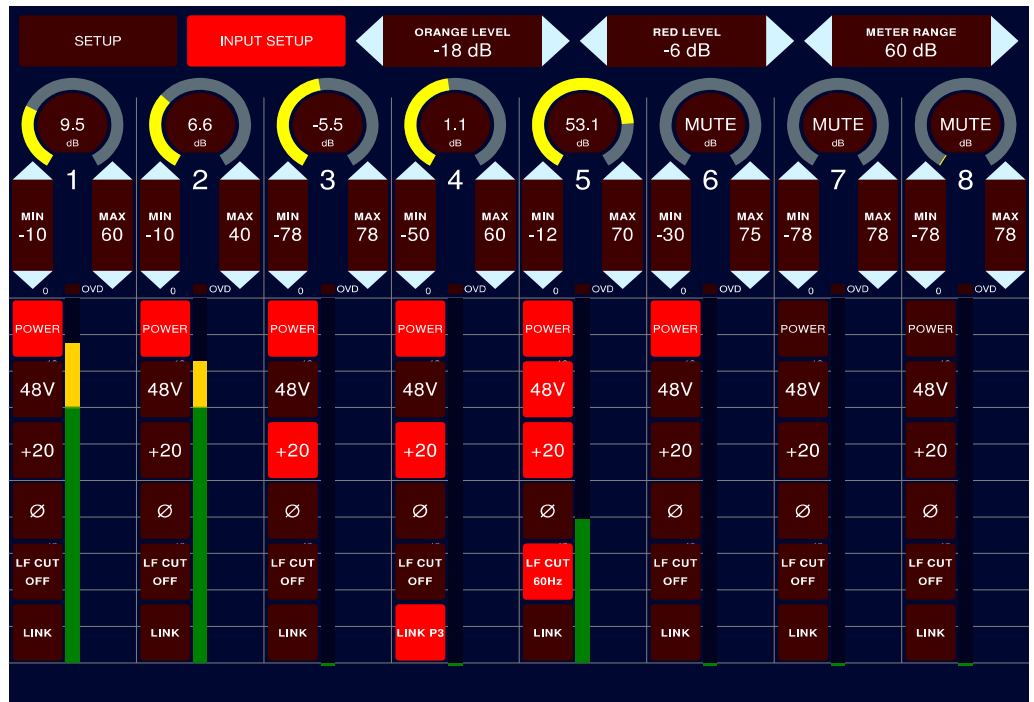 SETUP
INPUT SETUP
ORANGE LEVEL
-18 dB
RED LEVEL
-6 dB
METER RANGE
60 dB
9.5
dB
6.6
dB
-5.5
dB
1.1
dB
53.1
dB
MUTE
dB
MUTE
dB
MUTE
dB
1 2 3 4 5 6 7 8
MIN MAX MIN MAX MIN MAX MIN MAX MIN MAX MIN MAX MIN MAX MIN MAX
-10 60 -10 40 -78 78 -50 60 -12 70 -30 75 -78 78 -78 78
0 OVD 0 OVD 0 OVD 0 OVD 0 OVD 0 OVD 0 OVD 0 OVD
POWER POWER POWER POWER POWER POWER POWER POWER
48V 48V 48V 48V 48V 48V 48V 48V
+20 +20 +20 +20 +20 +20 +20 +20
Ø Ø Ø Ø Ø Ø Ø Ø
LF CUT LF CUT LF CUT LF CUT LF CUT LF CUT LF CUT LF CUT
OFF OFF OFF OFF 60Hz OFF OFF OFF
LINK LINK LINK LINK P3 LINK LINK LINK LINK